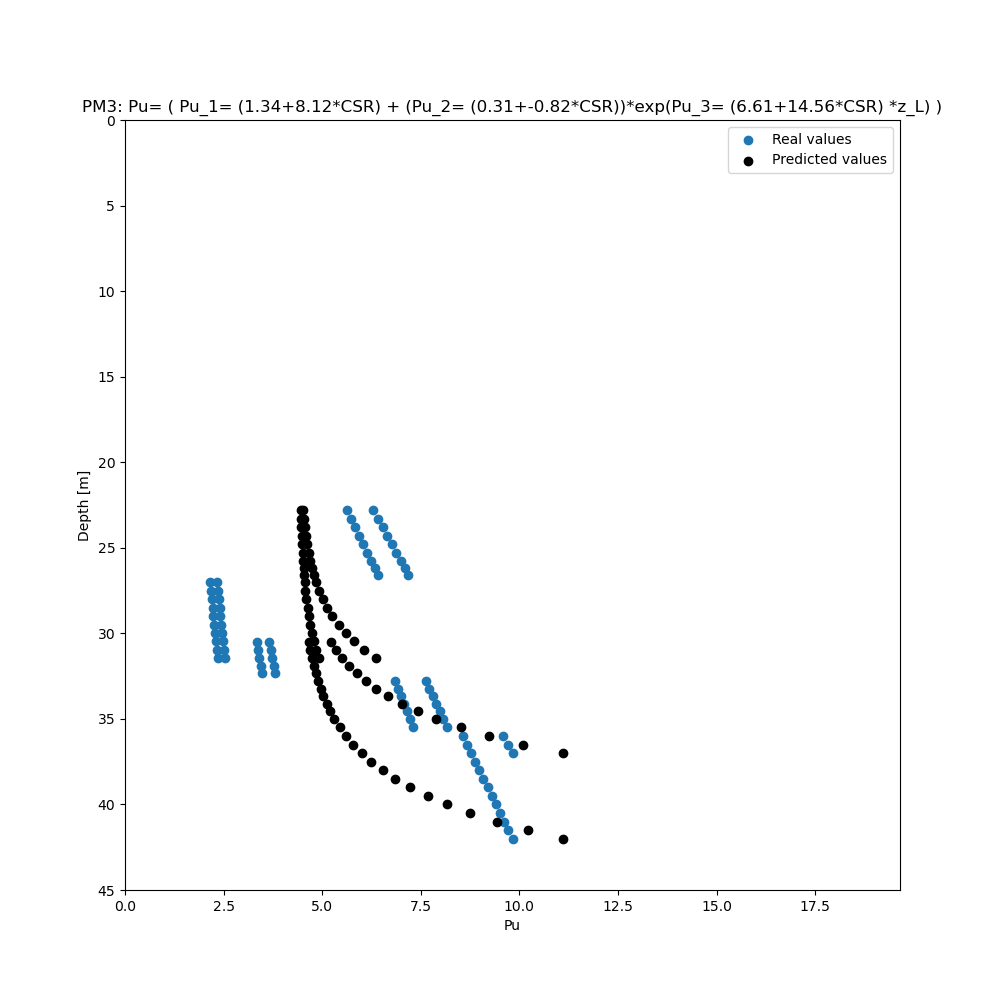 PM3: Pu= ( Pu_1= (1.34+8.12*CSR) + (Pu_2= (0.31+-0.82*CSR))*exp(Pu_3= (6.61+14.56*CSR) *z_L) )
Real values
Predicted values
0
5
10
15
20
25
30
35
40
45
Depth [m]
0.0 2.5 5.0 7.5 10.0 12.5 15.0 17.5
Pu